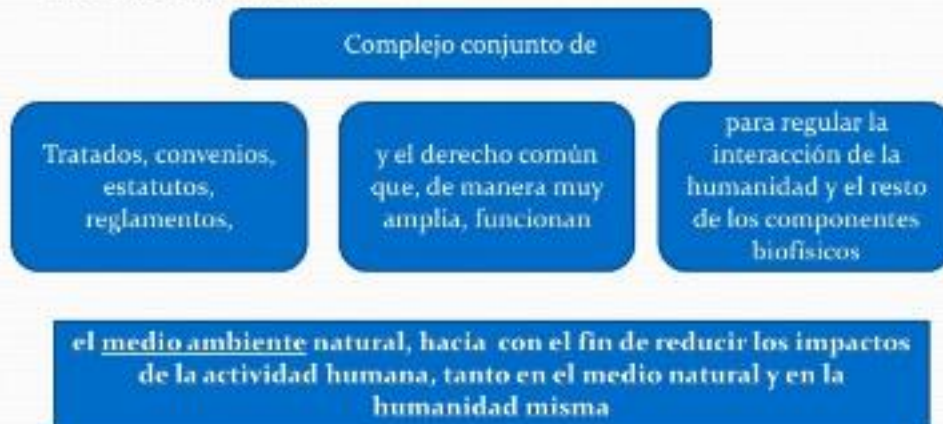 Complejo conjunto de
Tratados, convenios,
estatutos,
reglamentos,
y el derecho común
que, de manera muy
amplia, funcionan
para regular la
interacción de la
humanidad y el resto
de los componentes
biofísicos
el medio ambiente natural, hacia con el fin de reducir los impactos
de la actividad humana, tanto en el medio natural y en la
humanidad misma